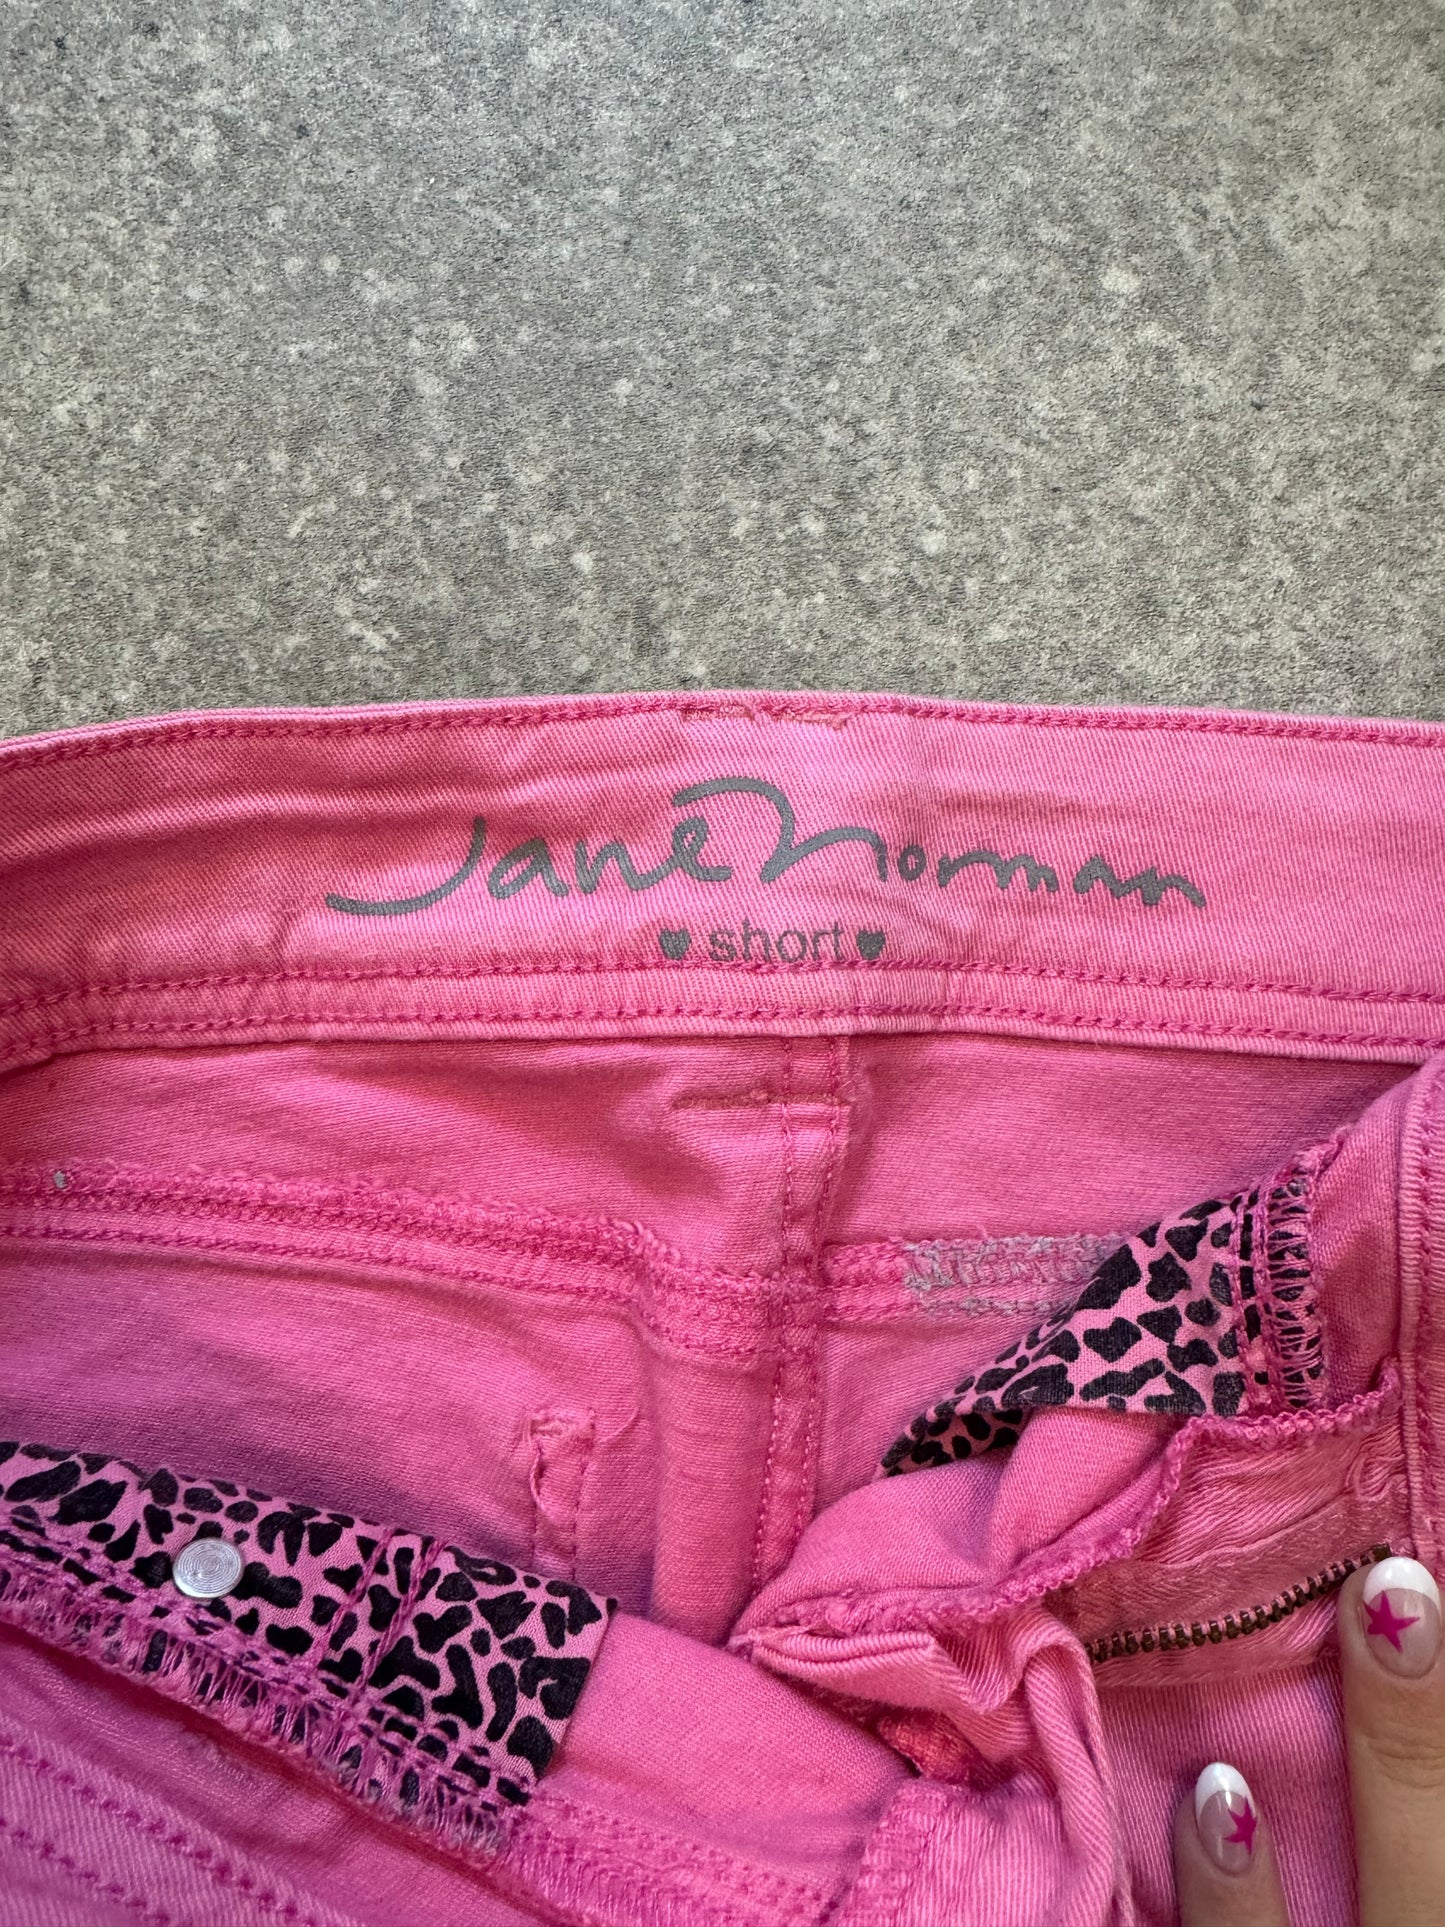 Jane Norman
♥ short ♥